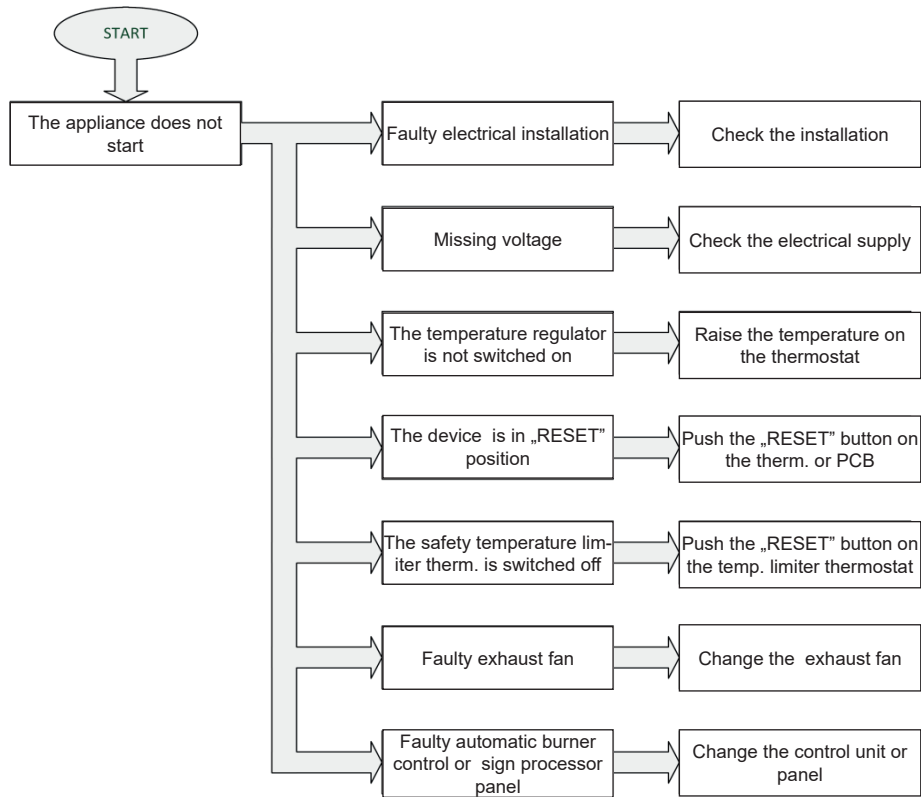 START
The appliance does not
start
Faulty electrical installation
Check the installation
Missing voltage
Check the electrical supply
The temperature regulator
is not switched on
Raise the temperature on
the thermostat
The device  is in „RESET”
position
Push the „RESET” button on
the therm. or PCB
The safety temperature lim-
iter therm. is switched off
Push the „RESET” button on
the temp. limiter thermostat
Faulty exhaust fan
Change the  exhaust fan
Faulty automatic burner
control or  sign processor
panel
Change the control unit or
panel